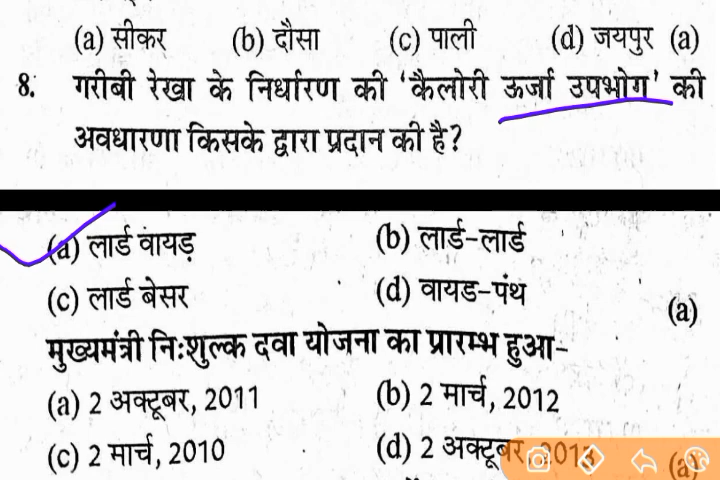 (a) सीकर (b) दौसा (c) पाली (d) जयपुर (a)
8. गरीबी रेखा के निर्धारण की 'कैलोरी ऊर्जा उपभोग' की
अवधारणा किसके द्वारा प्रदान की है?
(a) लार्ड वायड़ (b) लार्ड-लार्ड
(c) लार्ड बेसर (d) वायड-पंथ
(a)
मुख्यमंत्री निःशुल्क दवा योजना का प्रारम्भ हुआ-
(a) 2 अक्टूबर, 2011 (b) 2 मार्च, 2012
(c) 2 मार्च, 2010 (d) 2 अक्टूबर, 2013
(a)